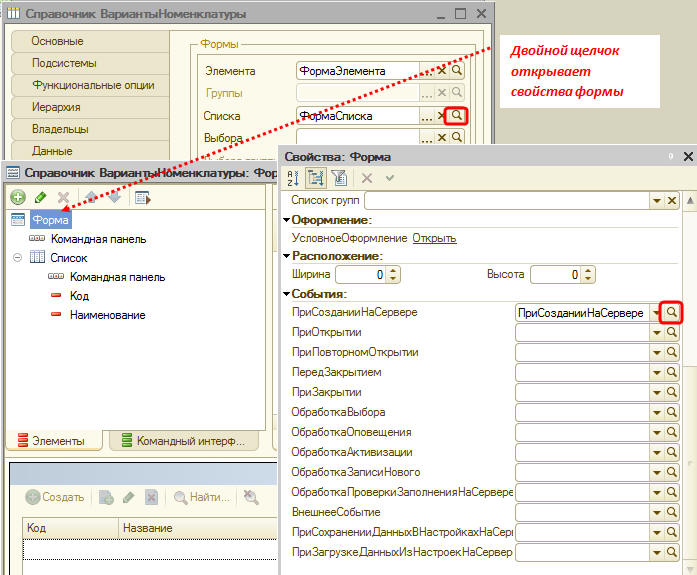 Справочник ВариантыНоменклатуры
Основные
Подсистемы
Функциональные опции
Иерархия
Владельцы
Данные
Формы
Элемента
ФормаЭлемента
Группы
Списка
ФормаСписка
Выбора
Двойной щелчок
открывает
свойства формы
Справочник ВариантыНоменклатуры: Фор
Форма
Командная панель
Список
Командная панель
Код
Наименование
Элементы
Командный интерф...
Создать
Найти...
Код
Название
Свойства: Форма
Список групп
Оформление:
УсловноеОформление Открыть
Расположение:
Ширина 0 Высота 0
События:
ПриСозданииНаСервере ПриСозданииНаСервере
ПриОткрытии
ПриПовторномОткрытии
ПередЗакрытием
ПриЗакрытии
ОбработкаВыбора
ОбработкаОповещения
ОбработкаАктивизации
ОбработкаЗаписиНового
ОбработкаПроверкиЗаполненияНаСервере
ВнешнееСобытие
ПриСохраненииДанныхВНастройкахНаСерв
ПриЗагрузкеДанныхИзНастроекНаСервер